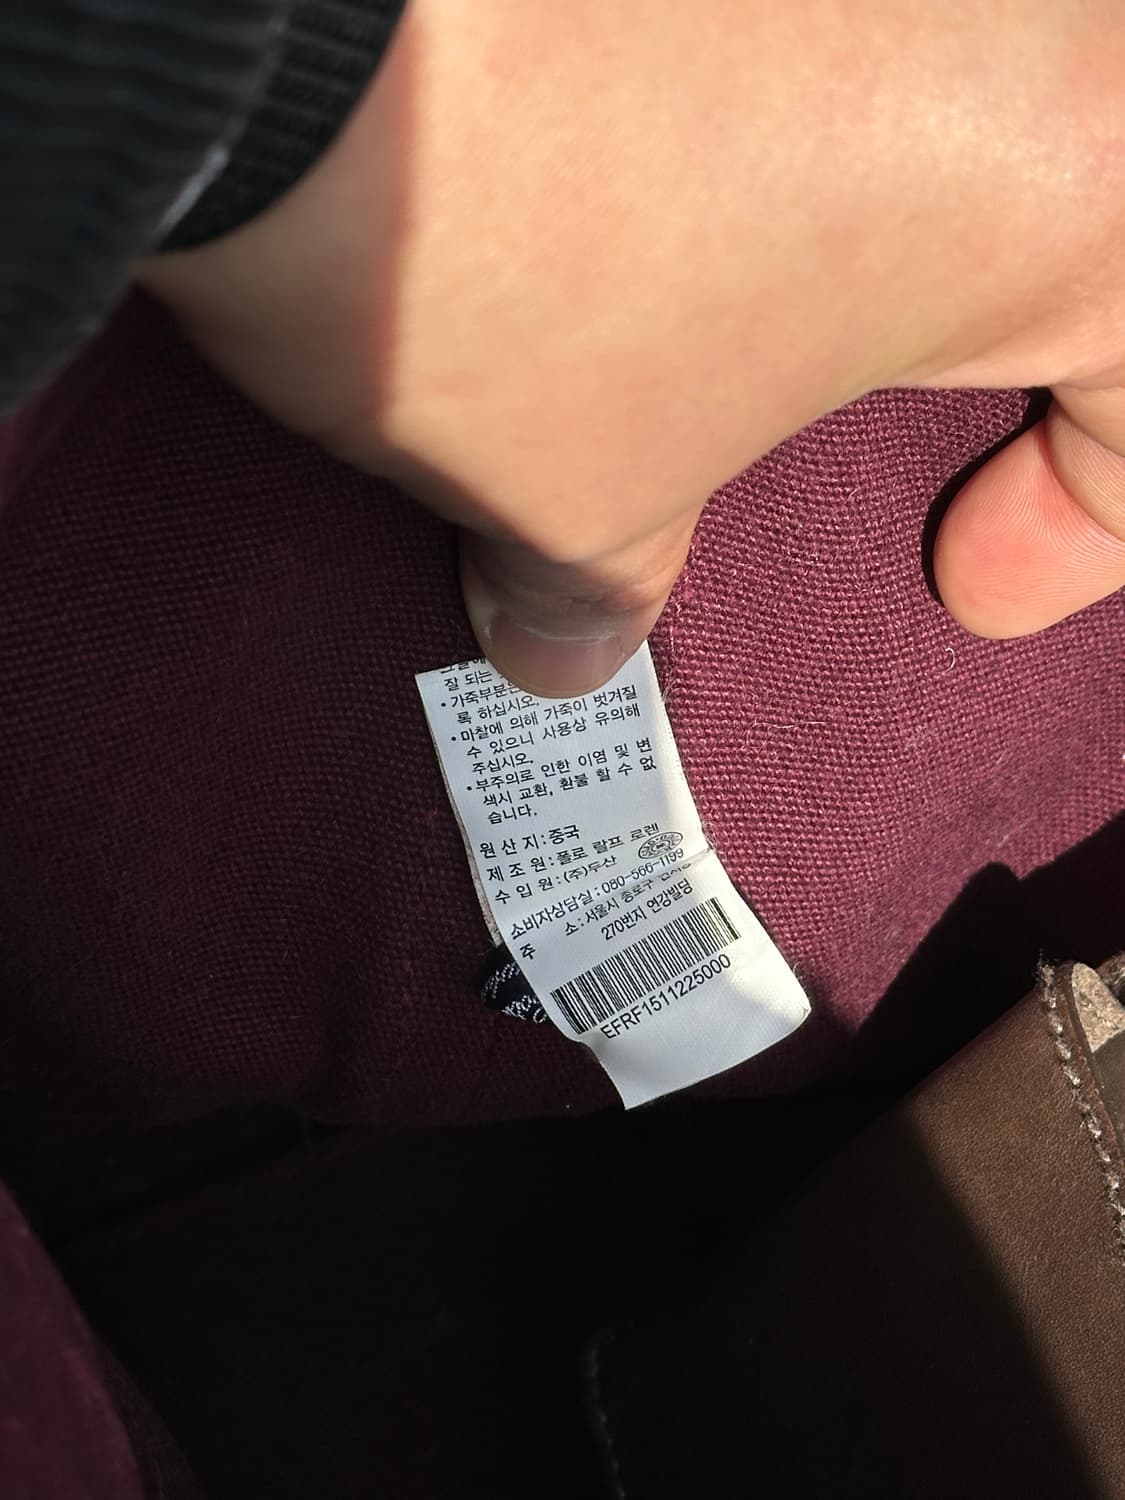 잘 되는
•가죽부분
록 하십시오.
•마찰에 의해 가죽이 벗겨질
수 있으니 사용상 유의해
주십시오.
•부주의로 인한 이염 및 변
색시 교환, 환불 할 수 없
습니다.
원 산 지:중국
제 조 원:폴로 랄프 로렌
수 입 원:(주)두산
소비자상담실:080-566-1199
주 소:서울시 종로구
270번지 연강빌딩
EFRF1511225000